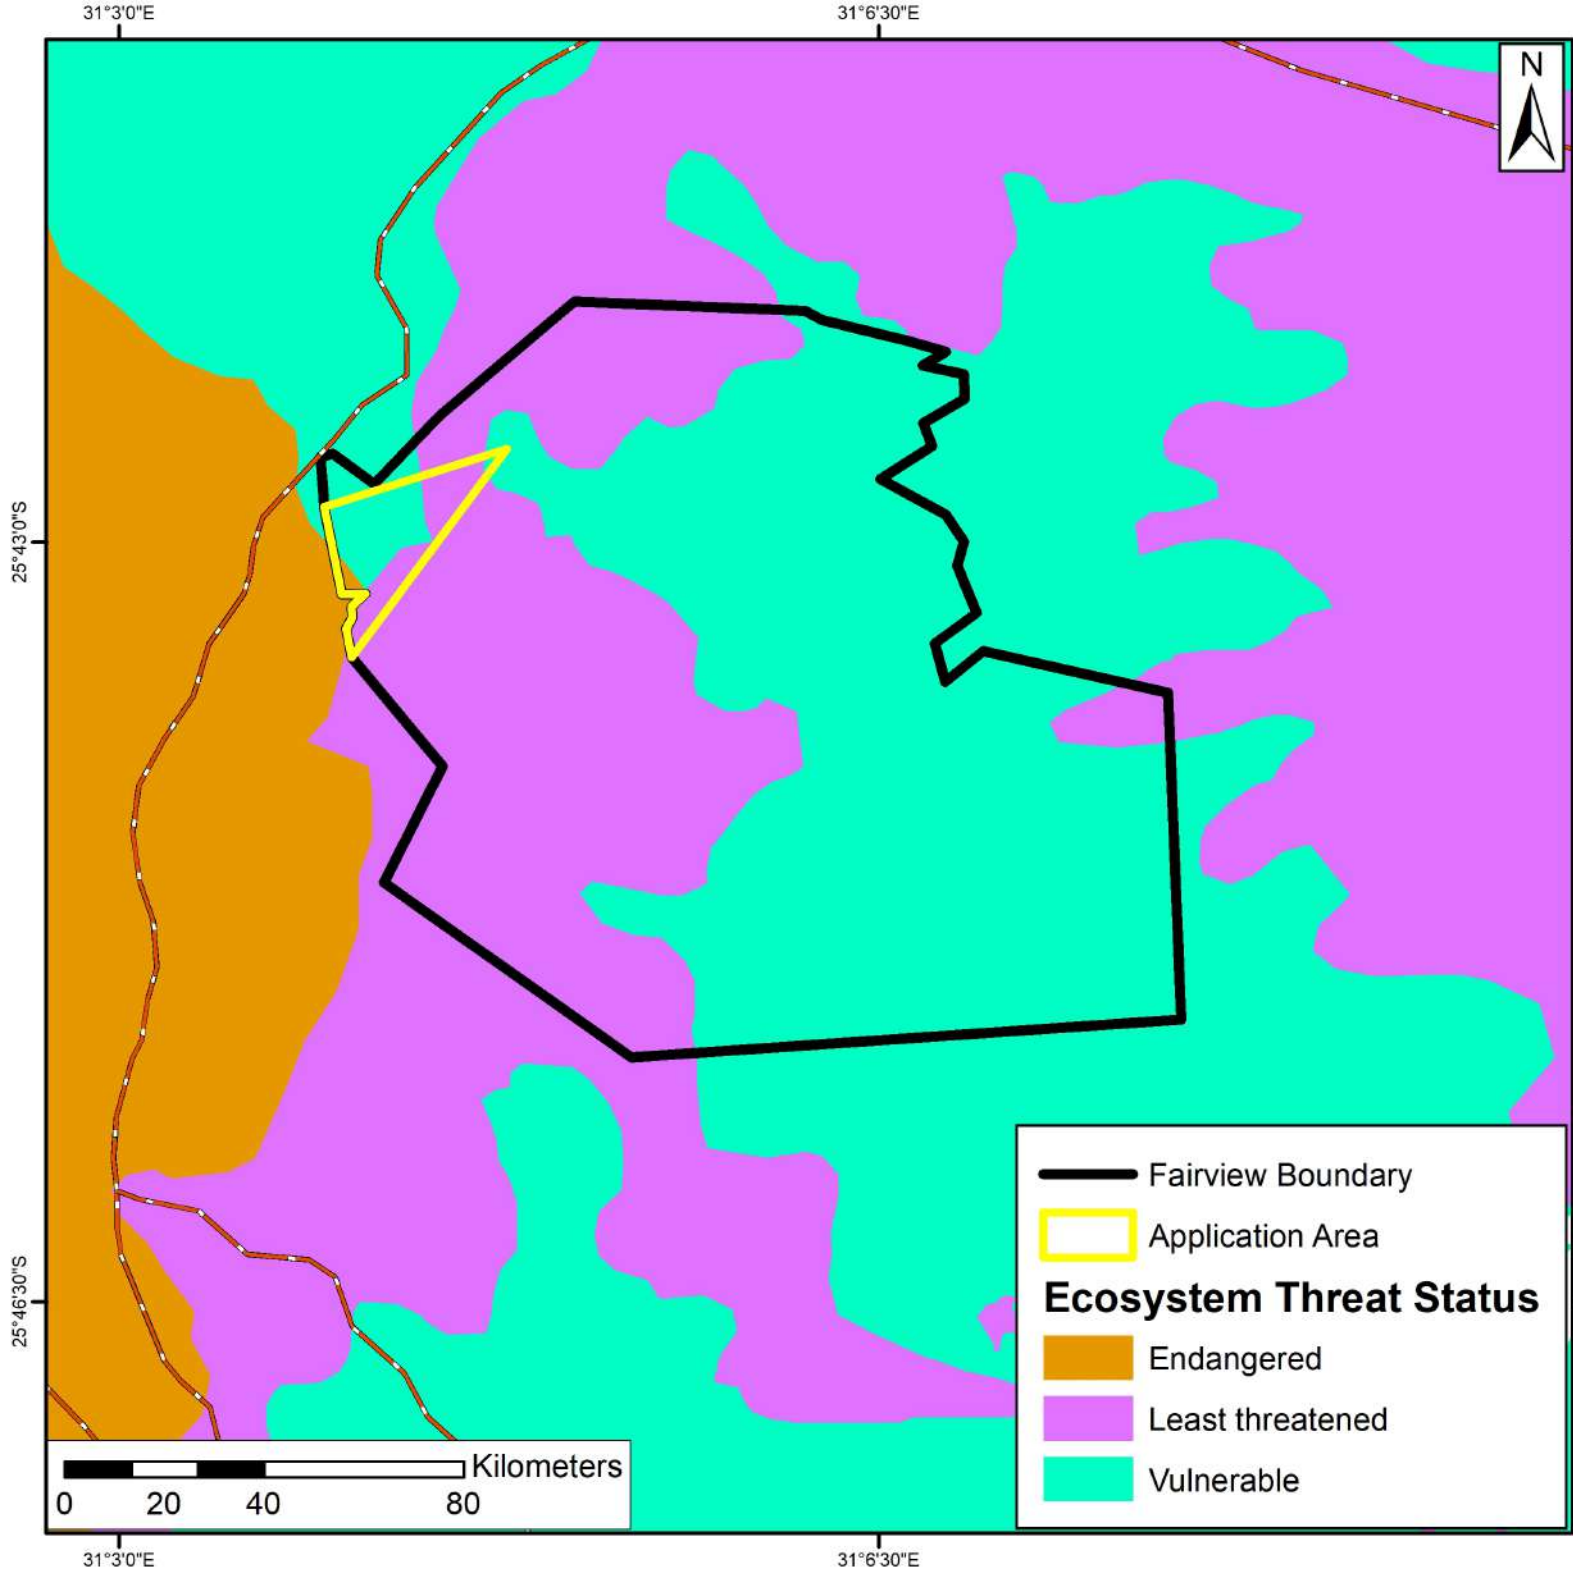 31°3'0"E
31°6'30"E
N
25°43'0"S
25°46'30"S
Fairview Boundary
Application Area
Ecosystem Threat Status
Endangered
Least threatened
Vulnerable
Kilometers
0 20 40 80
31°3'0"E
31°6'30"E